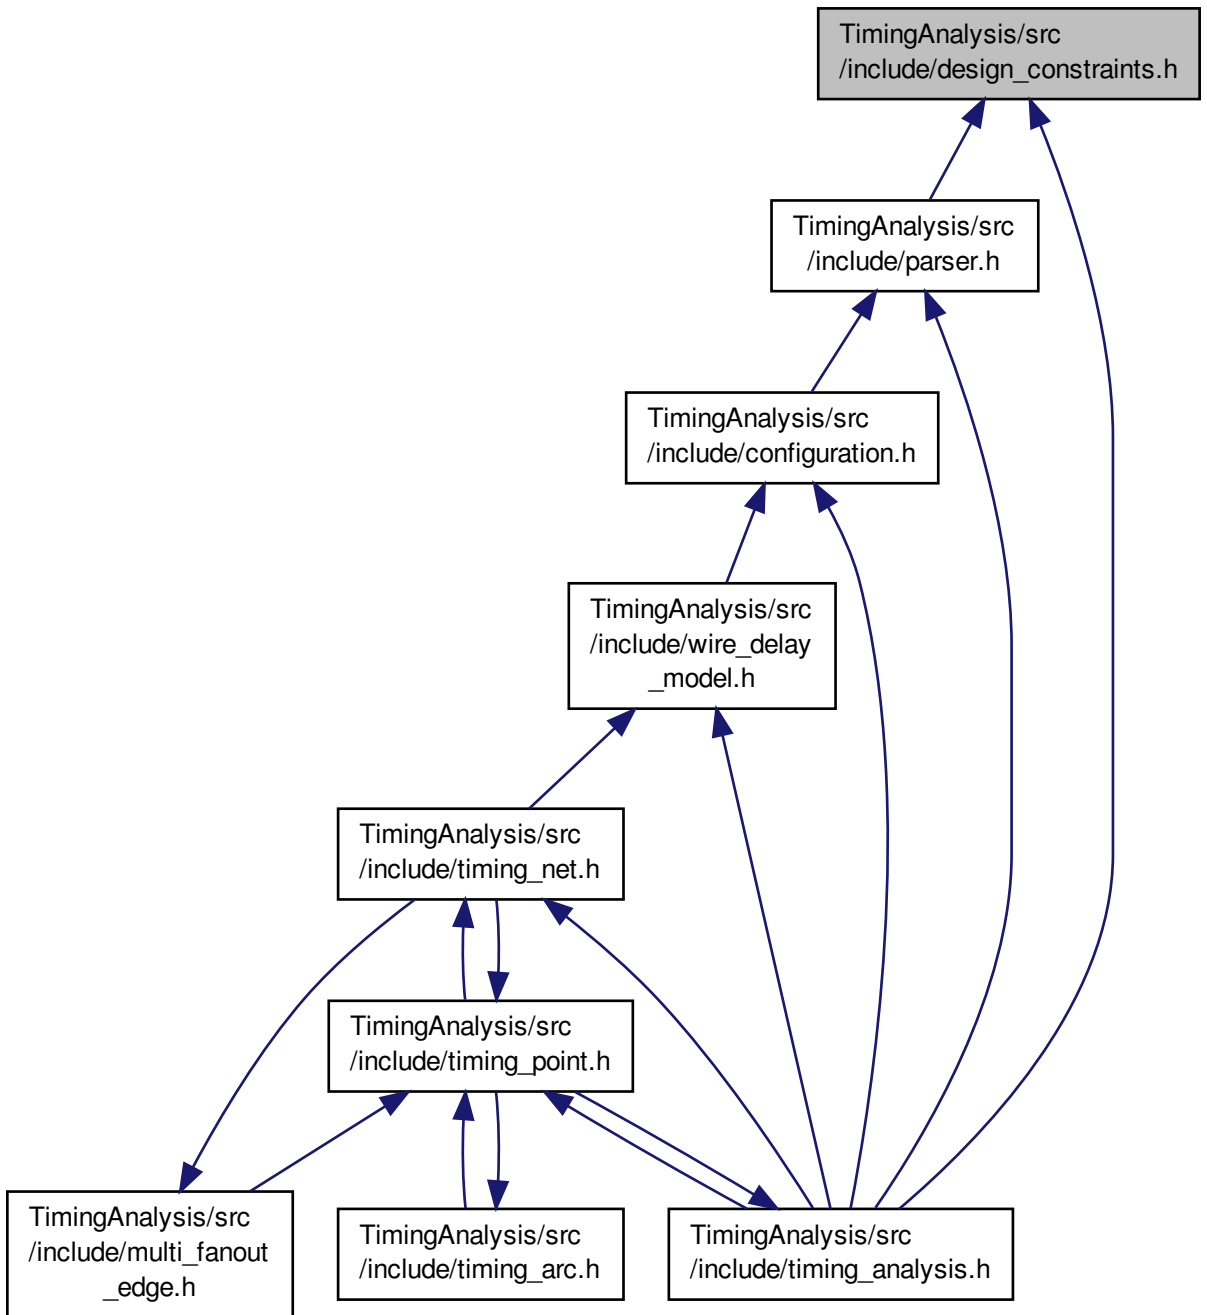 TimingAnalysis/src
/include/design_constraints.h
TimingAnalysis/src
/include/parser.h
TimingAnalysis/src
/include/configuration.h
TimingAnalysis/src
/include/wire_delay
_model.h
TimingAnalysis/src
/include/timing_net.h
TimingAnalysis/src
/include/timing_point.h
TimingAnalysis/src
/include/multi_fanout
_edge.h
TimingAnalysis/src
/include/timing_arc.h
TimingAnalysis/src
/include/timing_analysis.h